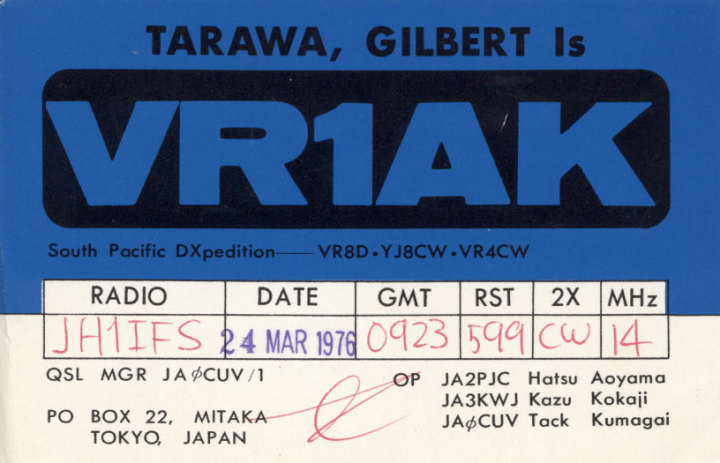 TARAWA, GILBERT Is
VR1AK
South Pacific DXpedition—— VR8D•YJ8CW•VR4CW
RADIO DATE GMT RST 2X MHz
JH1IFS 24 MAR 1976 0923 599 CW 14
QSL MGR JAØCUV/1 OP JA2PJC Hatsu Aoyama
JA3KWJ Kazu Kokaji
PO BOX 22, MITAKA JAØCUV Tack Kumagai
TOKYO, JAPAN